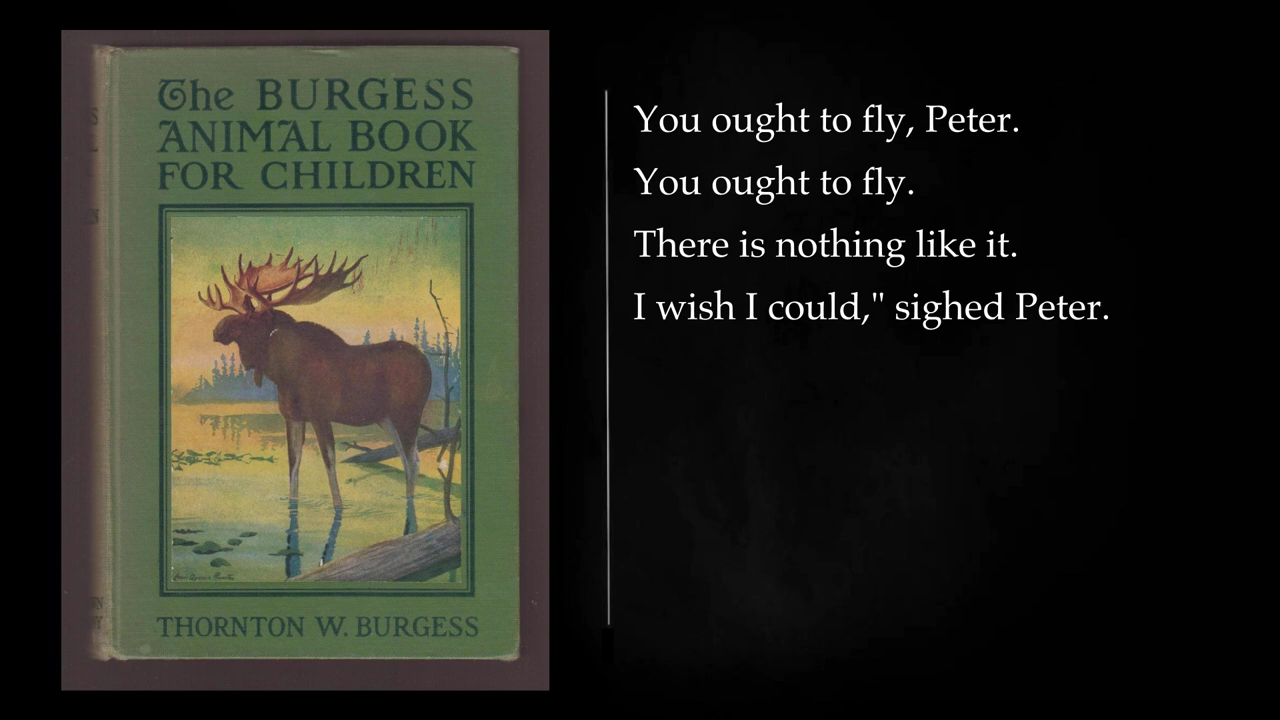 The BURGESS
ANIMAL BOOK
FOR CHILDREN
THORNTON W. BURGESS
You ought to fly, Peter.
You ought to fly.
There is nothing like it.
I wish I could," sighed Peter.